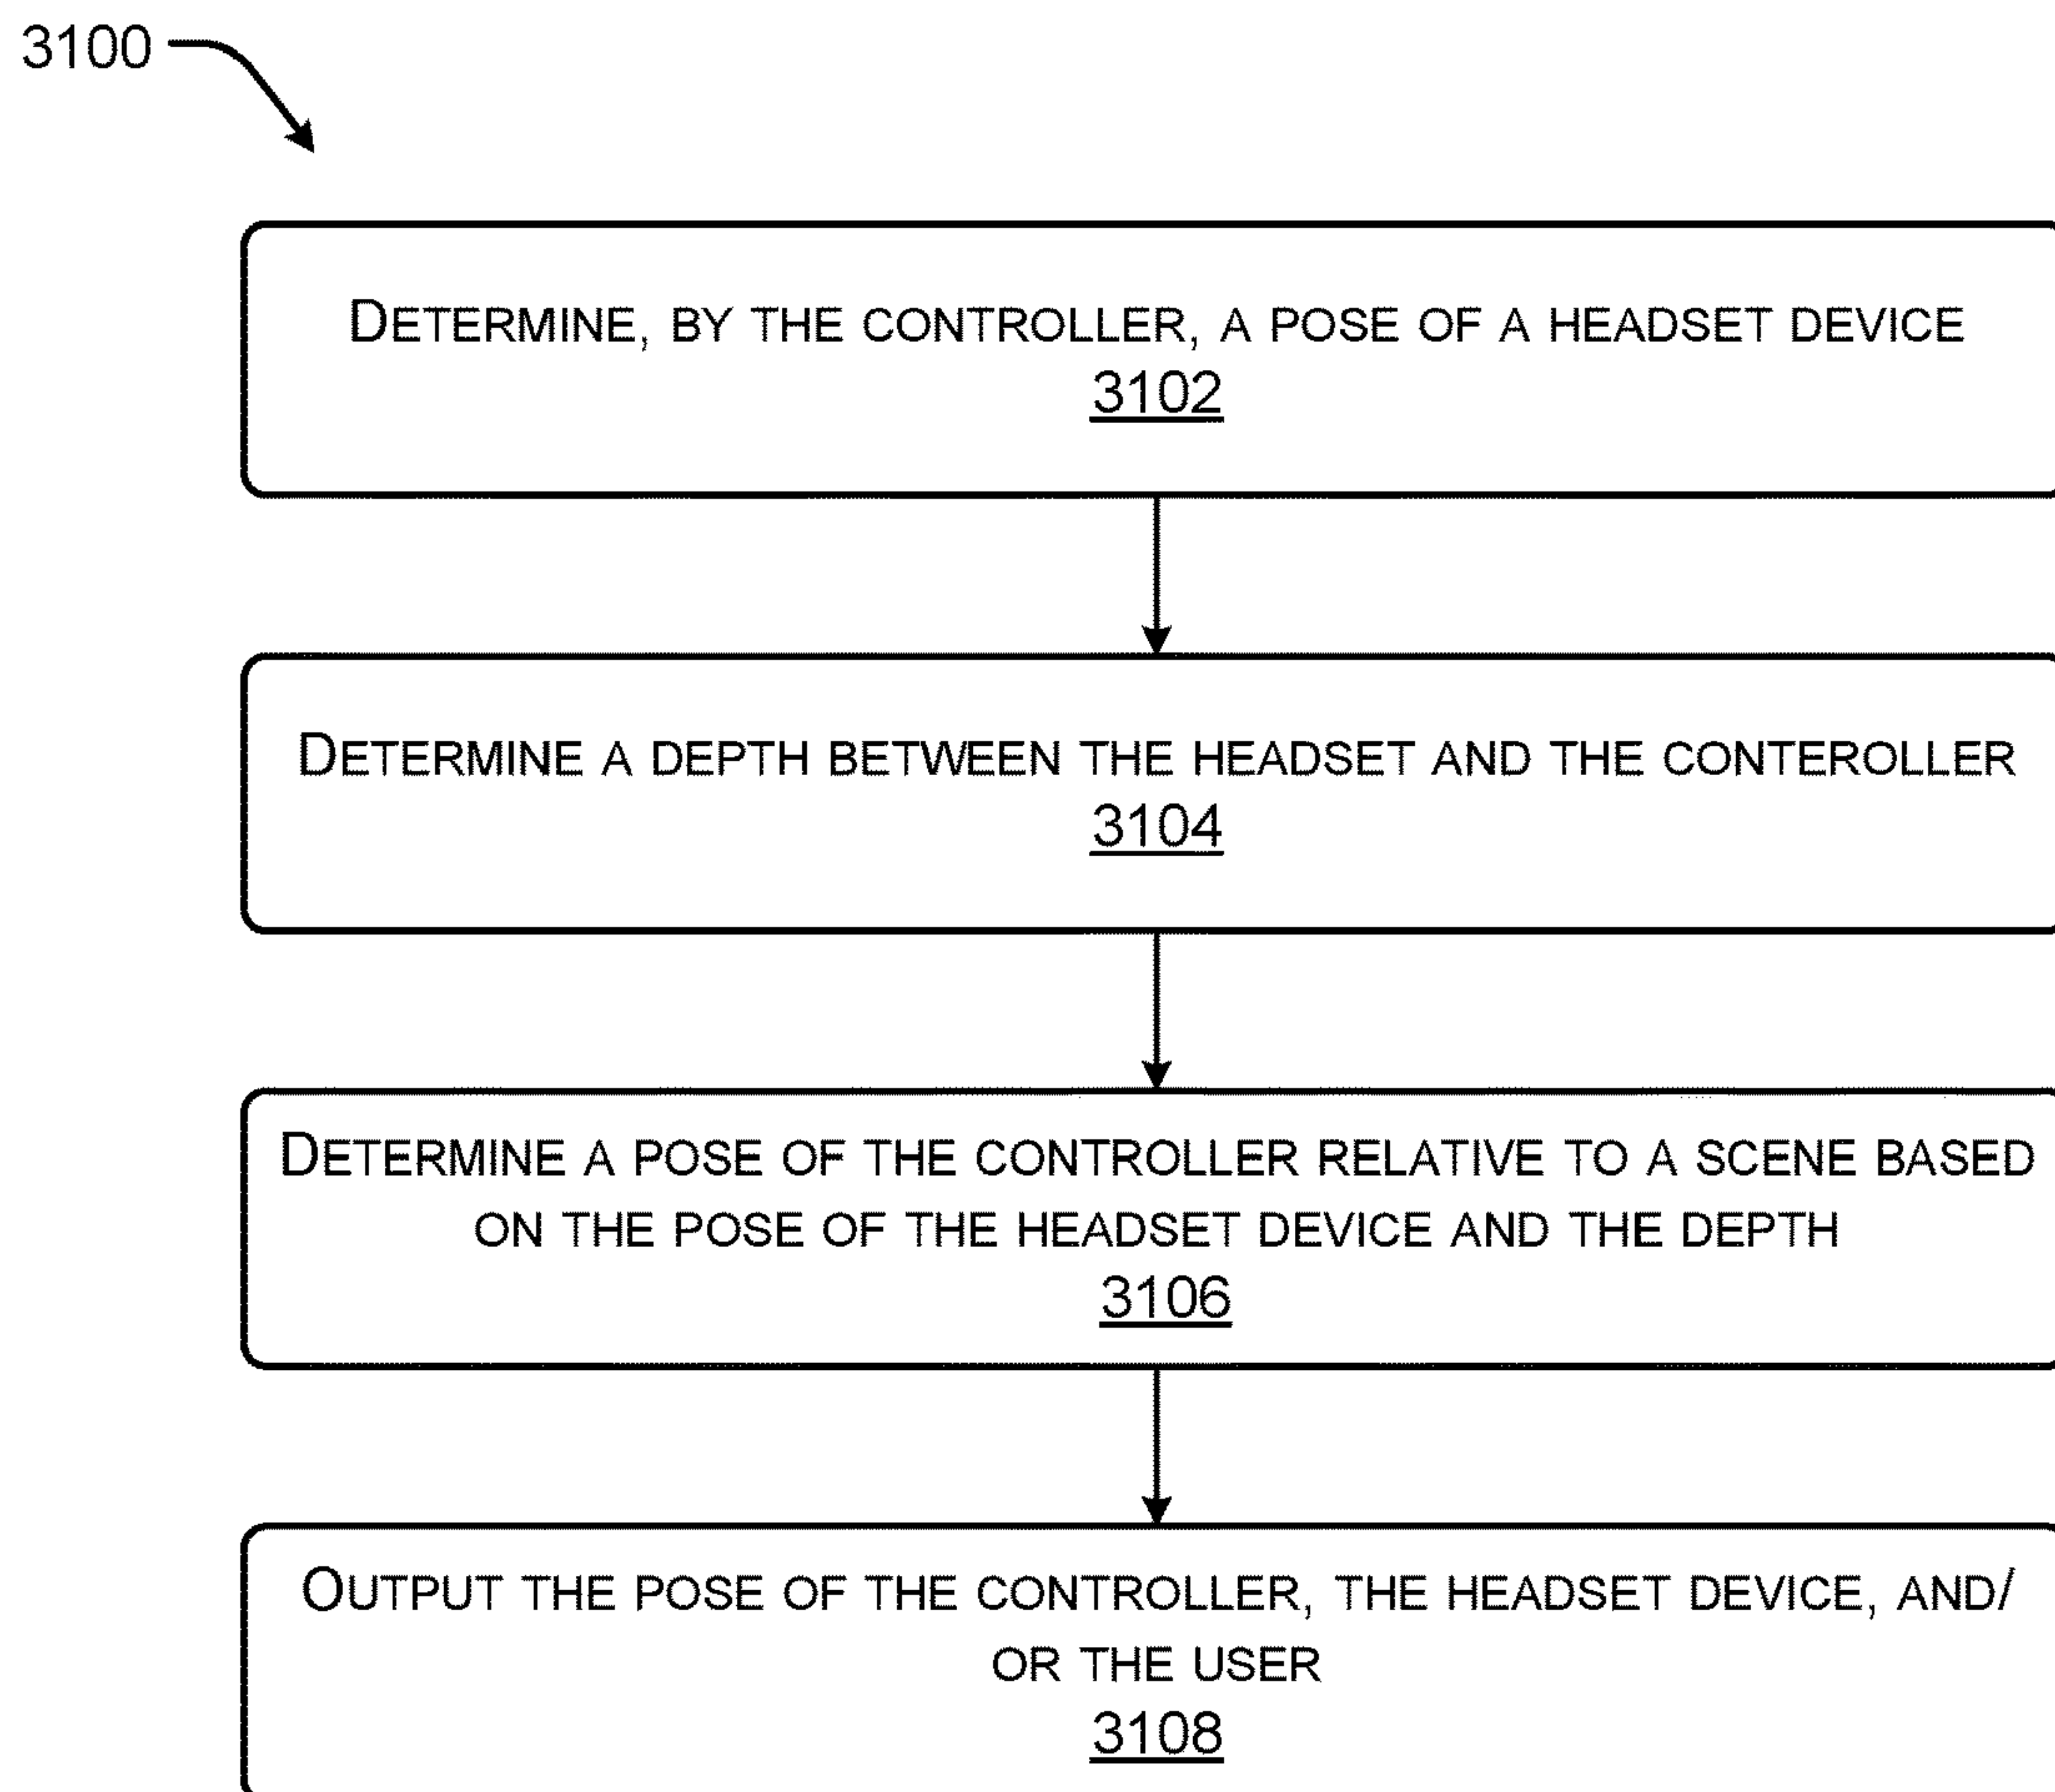 3100
DETERMINE, BY THE CONTROLLER, A POSE OF A HEADSET DEVICE
3102
DETERMINE A DEPTH BETWEEN THE HEADSET AND THE CONTEROLLER
3104
DETERMINE A POSE OF THE CONTROLLER RELATIVE TO A SCENE BASED
ON THE POSE OF THE HEADSET DEVICE AND THE DEPTH
3106
OUTPUT THE POSE OF THE CONTROLLER, THE HEADSET DEVICE, AND/
OR THE USER
3108